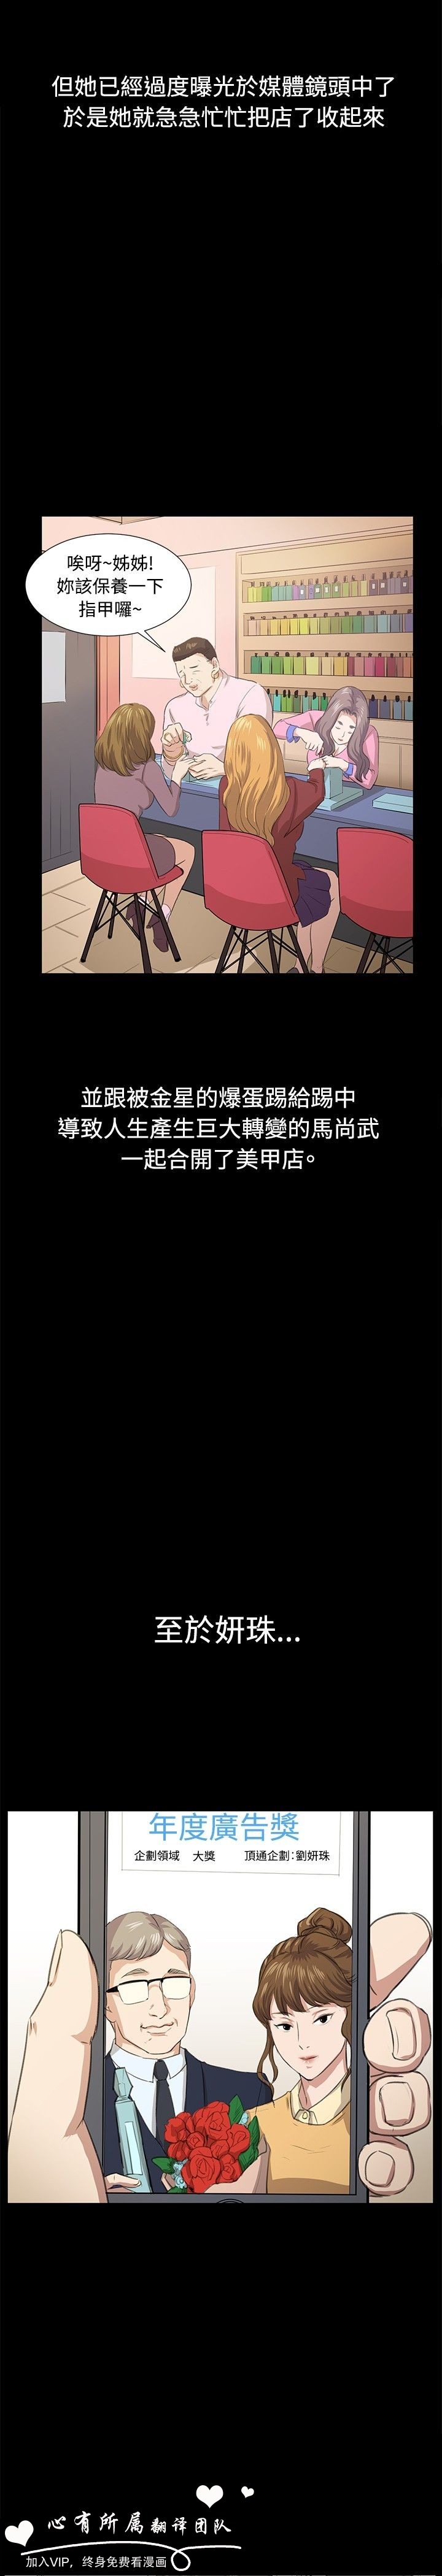 但她已經過度曝光於媒體鏡頭中了
於是她就急急忙忙把店了收起來
唉呀~姊姊!
妳該保養一下
指甲囉~
並跟被金星的爆蛋踢給踢中
導致人生產生巨大轉變的馬尚武
一起合開了美甲店。
至於妍珠...
年度廣告獎
企劃領域 大獎 頂通企劃:劉妍珠
心有所属翻译团队
加入VIP，终身免费看漫画